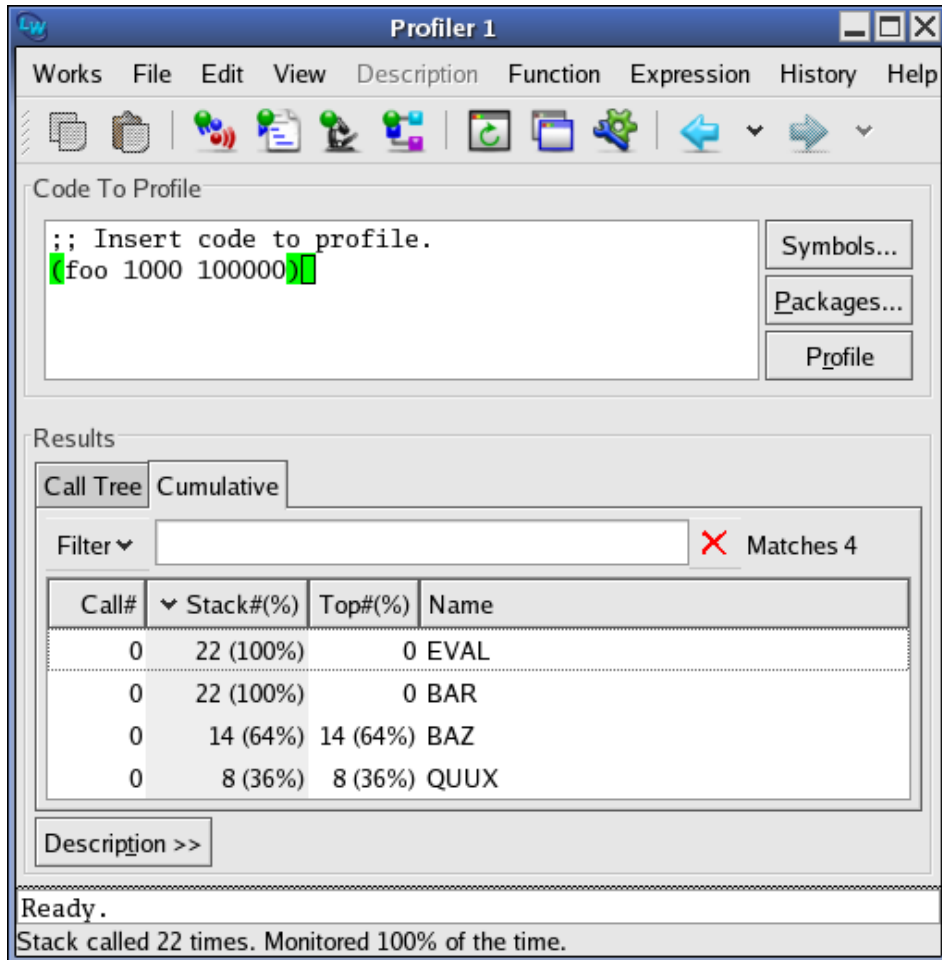 LW
Profiler 1
Works File Edit View Description Function Expression History Help
Code To Profile
;; Insert code to profile.
(foo 1000 100000)
Symbols...
Packages...
Profile
Results
Call Tree Cumulative
Filter Matches 4
Call# Stack#(%) Top#(%) Name
0 22 (100%) 0 EVAL
0 22 (100%) 0 BAR
0 14 (64%) 14 (64%) BAZ
0 8 (36%) 8 (36%) QUUX
Description >>
Ready.
Stack called 22 times. Monitored 100% of the time.